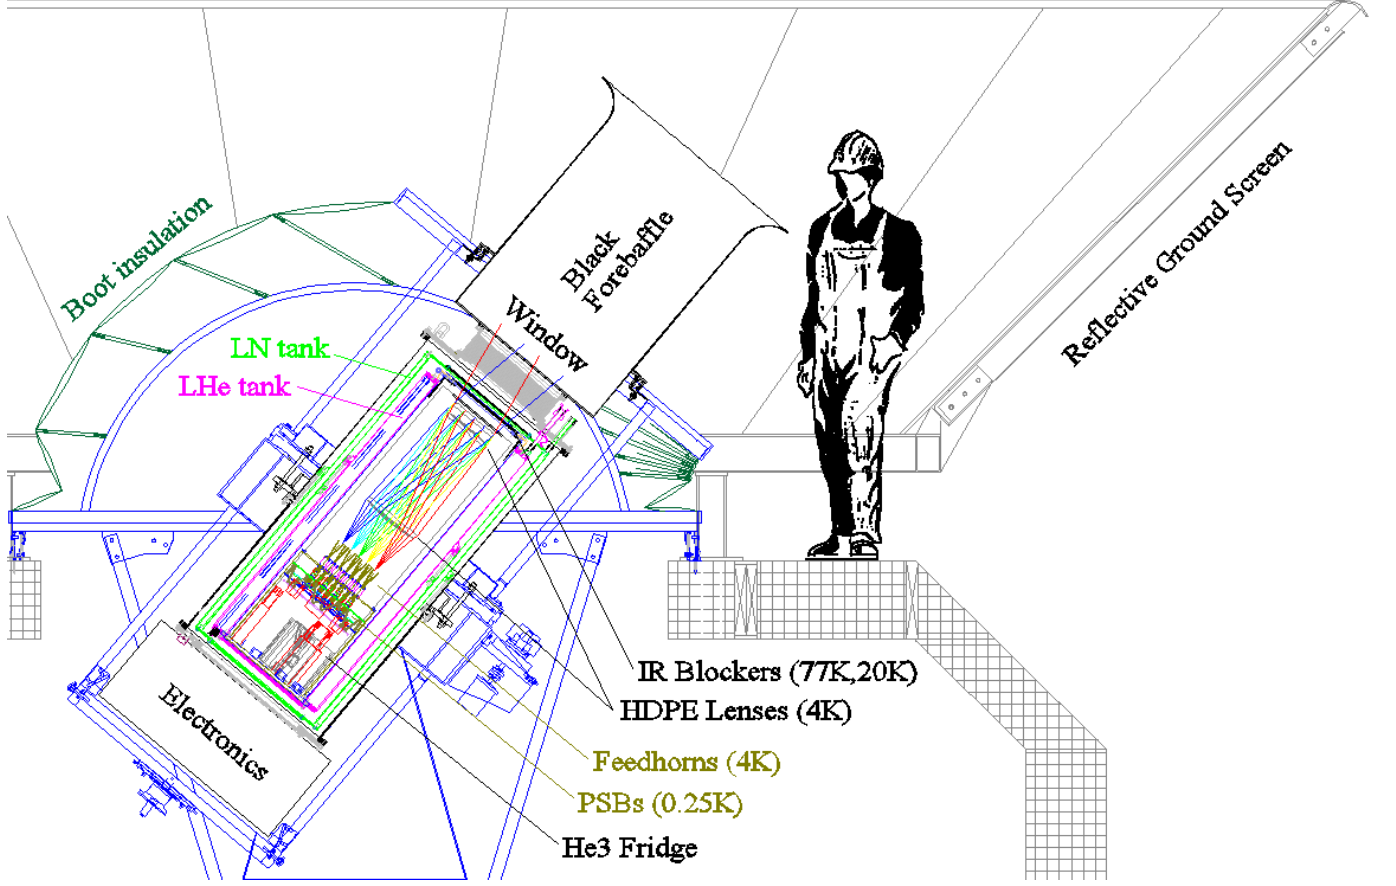 Boot insulation
Black
Forebaffle
Window
Reflective Ground Screen
LN tank
LHe tank
IR Blockers (77K,20K)
HDPE Lenses (4K)
Electronics
Feedhorns (4K)
PSBs (0.25K)
He3 Fridge